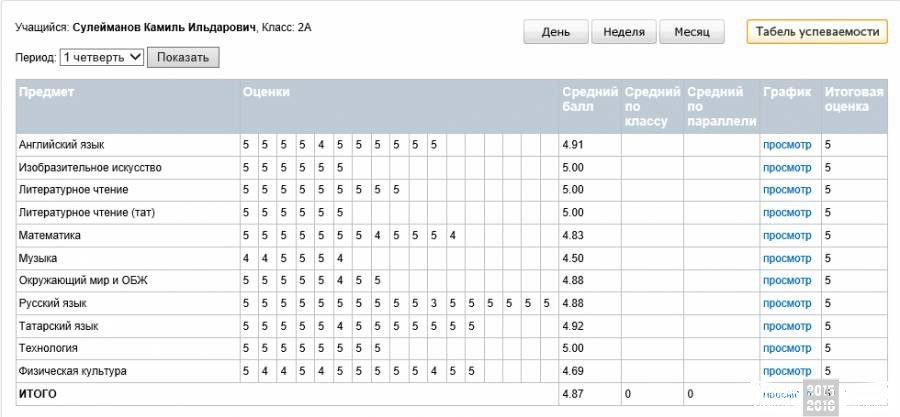 Учащийся: Сулейманов Камиль Ильдарович, Класс: 2А
День Неделя Месяц Табель успеваемости
Период: 1 четверть Показать
Предмет Оценки Средний балл Средний по классу Средний по параллели График Итоговая оценка
Английский язык 5 5 5 5 4 5 5 5 5 5 5 4.91 просмотр 5
Изобразительное искусство 5 5 5 5 5 5 5.00 просмотр 5
Литературное чтение 5 5 5 5 5 5 5 5 5 5.00 просмотр 5
Литературное чтение (тат) 5 5 5 5 5 5 5.00 просмотр 5
Математика 5 5 5 5 5 5 5 4 5 5 5 4 4.83 просмотр 5
Музыка 4 4 5 5 5 4 4.50 просмотр 5
Окружающий мир и ОБЖ 5 5 5 5 5 4 5 5 4.88 просмотр 5
Русский язык 5 5 5 5 5 5 5 5 5 5 3 5 5 5 5 5 5 4.88 просмотр 5
Татарский язык 5 5 5 5 5 4 5 5 5 5 5 5 5 4.92 просмотр 5
Технология 5 5 5 5 5 5 5 5 5.00 просмотр 5
Физическая культура 5 4 4 5 4 5 5 5 5 5 4 5 5 4.69 просмотр 5
ИТОГО 4.87 0 0 просмотр
2015
2016